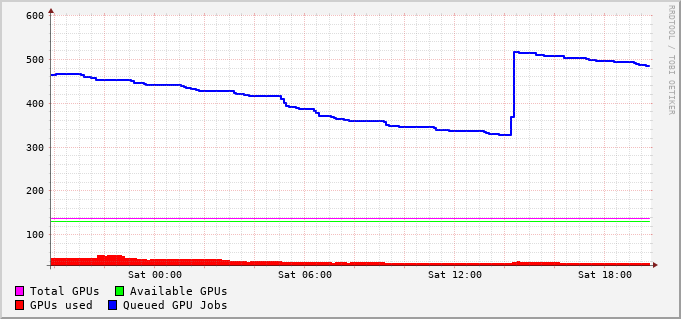 600
500
400
300
200
100
Sat 00:00 Sat 06:00 Sat 12:00 Sat 18:00
Total GPUs Available GPUs
GPUs used Queued GPU Jobs
RRDTOOL / TOBI OETIKER